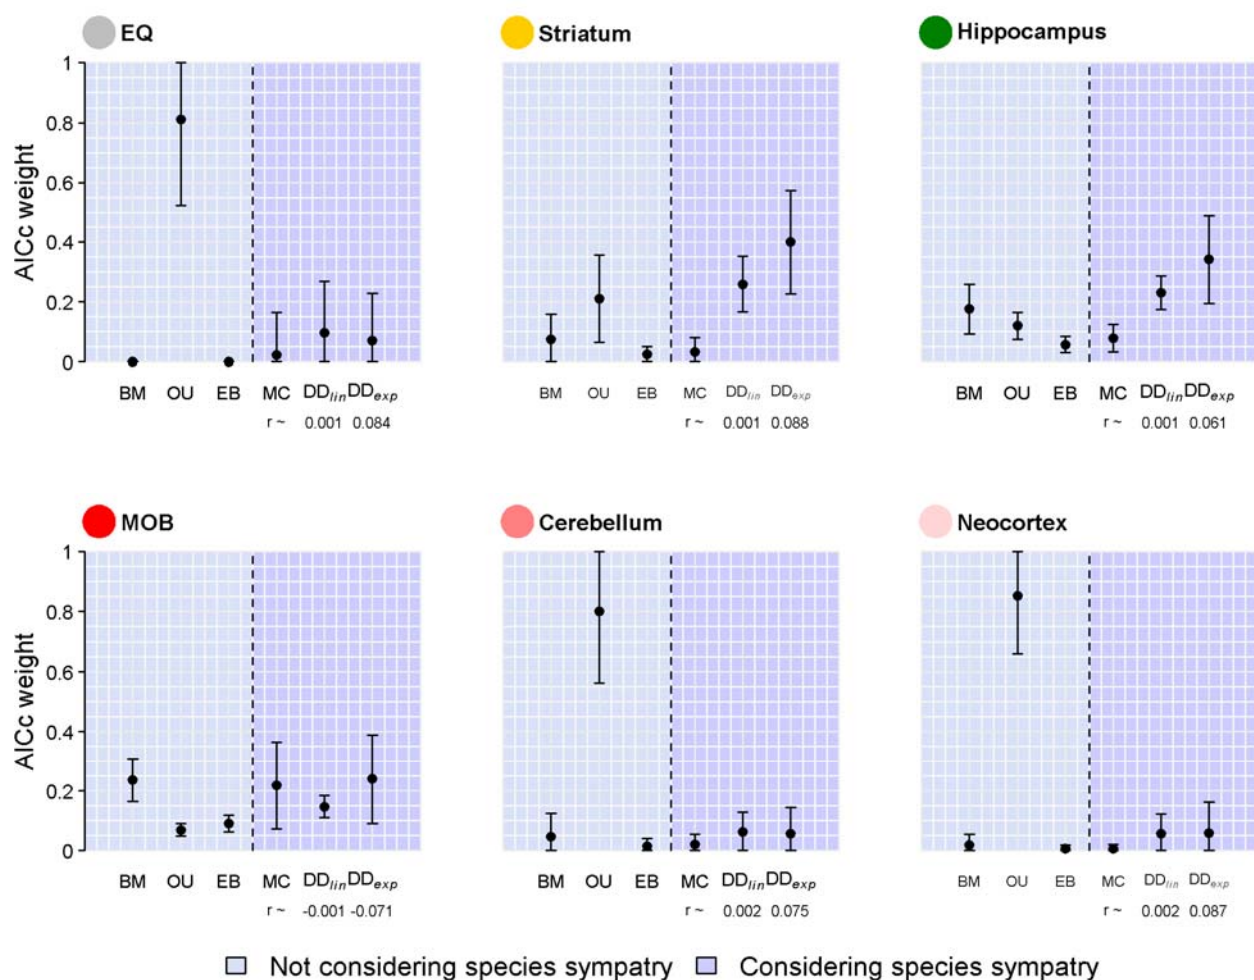 EQ
Striatum
Hippocampus
AICc weight
1
0.8
0.6
0.4
0.2
0
BM OU EB MC DDlin DDexp
r ~ 0.001 0.084
BM OU EB MC DDlin DDexp
r ~ 0.001 0.088
BM OU EB MC DDlin DDexp
r ~ 0.001 0.061
MOB
Cerebellum
Neocortex
AICc weight
1
0.8
0.6
0.4
0.2
0
BM OU EB MC DDlin DDexp
r ~ -0.001 -0.071
BM OU EB MC DDlin DDexp
r ~ 0.002 0.075
BM OU EB MC DDlin DDexp
r ~ 0.002 0.087
Not considering species sympatry Considering species sympatry